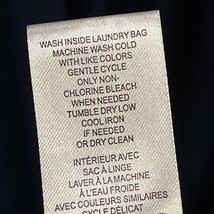 WASH INSIDE LAUNDRY BAG
MACHINE WASH COLD
WITH LIKE COLORS
GENTLE CYCLE
ONLY NON-
CHLORINE BLEACH
WHEN NEEDED
TUMBLE DRY LOW
COOL IRON
IF NEEDED
OR DRY CLEAN
INTÉRIEUR AVEC
SAC À LINGE
LAVER À LA MACHINE
À L'EAU FROIDE
AVEC COULEURS SIMILAIRES
CYCLE DÉLICAT